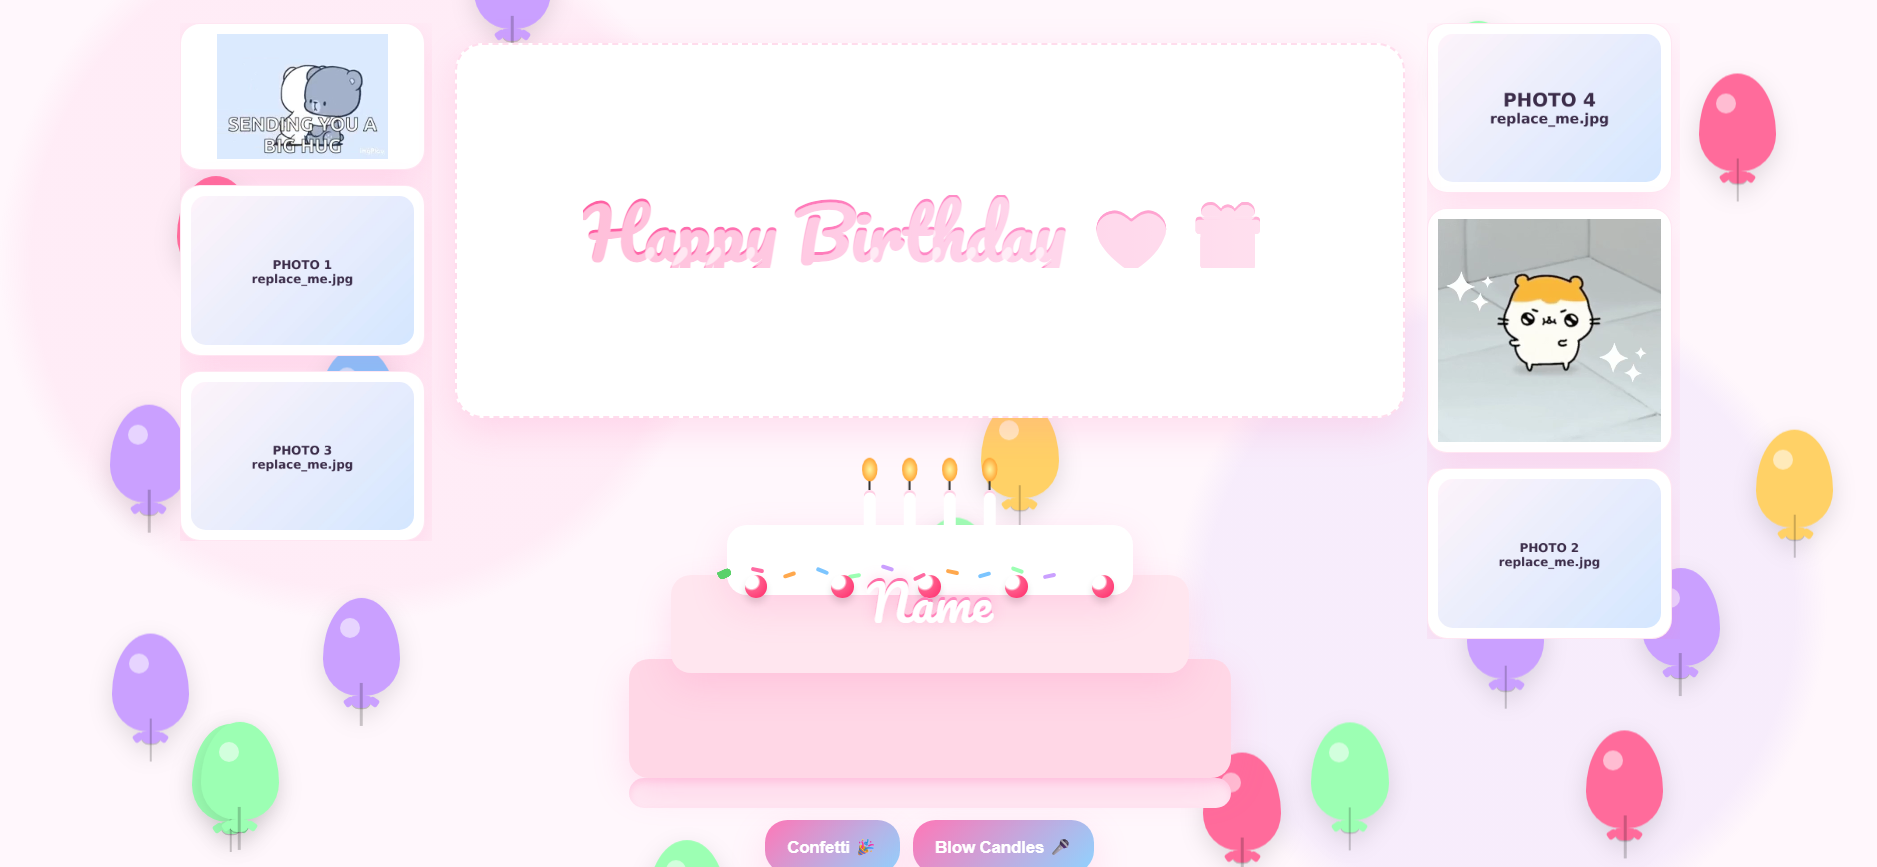 SENDING YOU A
BIG HUG
PHOTO 1
replace_me.jpg
PHOTO 3
replace_me.jpg
Happy Birthday
Name
Confetti 🎉
Blow Candles 🎤
PHOTO 4
replace_me.jpg
PHOTO 2
replace_me.jpg